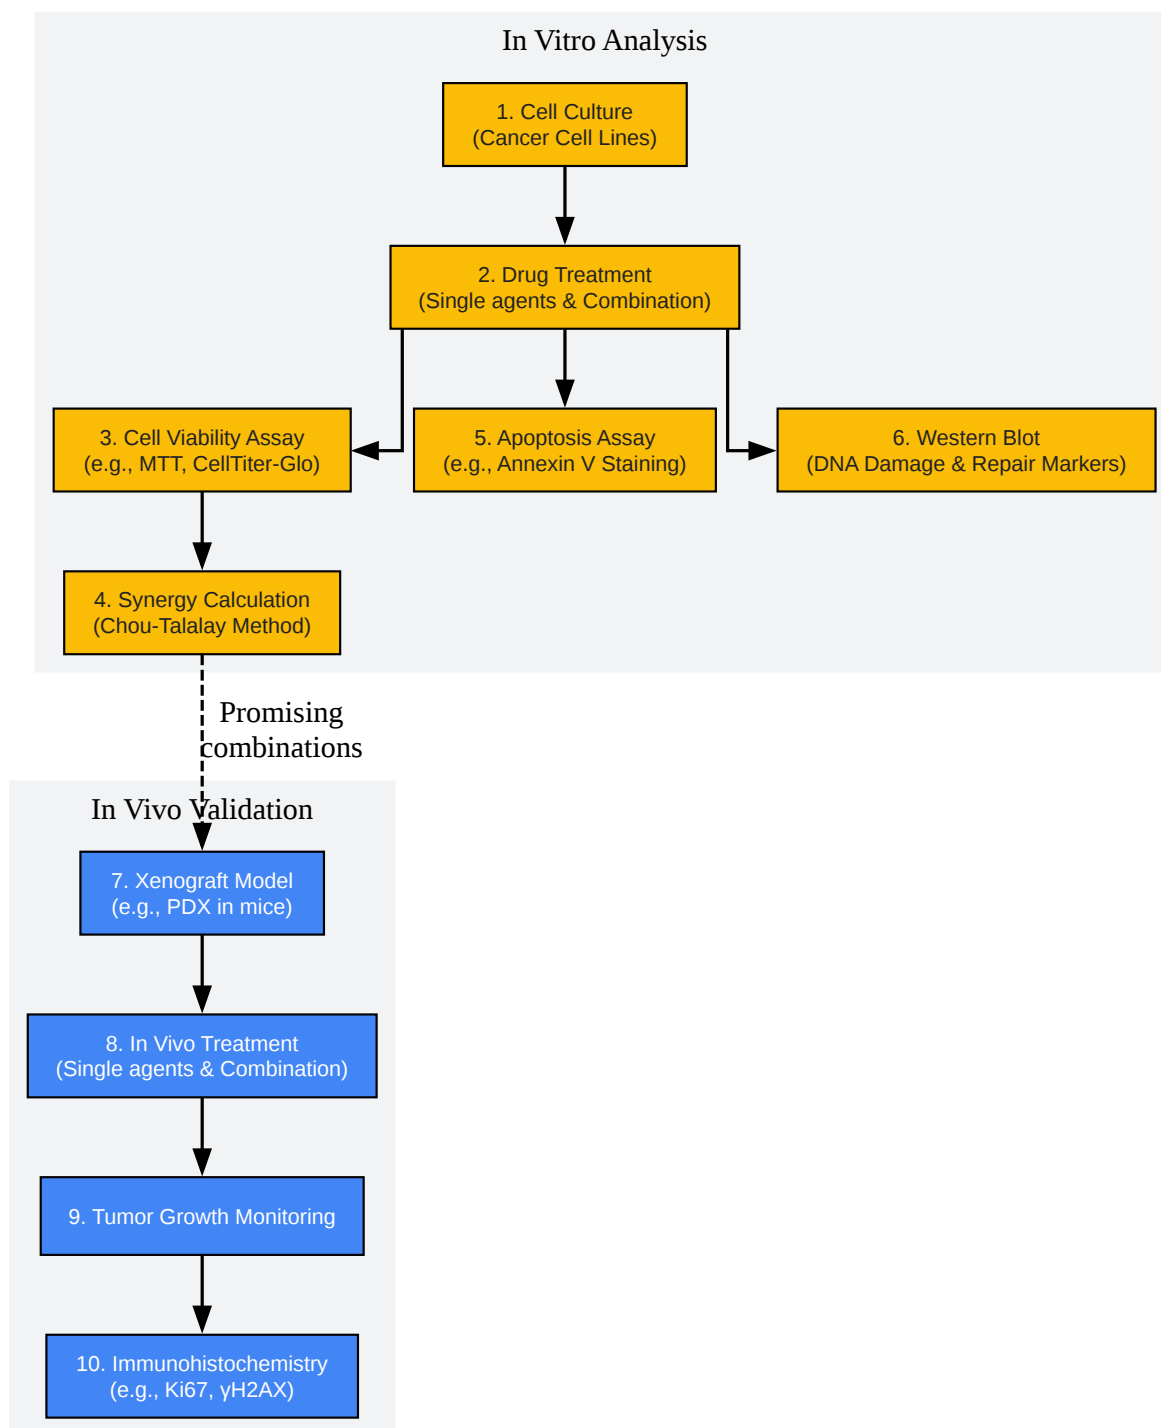 In Vitro Analysis
1. Cell Culture
(Cancer Cell Lines)
2. Drug Treatment
(Single agents & Combination)
3. Cell Viability Assay
(e.g., MTT, CellTiter-Glo)
5. Apoptosis Assay
(e.g., Annexin V Staining)
6. Western Blot
(DNA Damage & Repair Markers)
4. Synergy Calculation
(Chou-Talalay Method)
Promising
combinations
In Vivo Validation
7. Xenograft Model
(e.g., PDX in mice)
8. In Vivo Treatment
(Single agents & Combination)
9. Tumor Growth Monitoring
10. Immunohistochemistry
(e.g., Ki67, γH2AX)